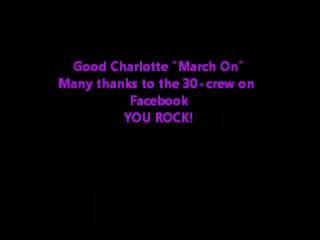 Good Charlotte "March On"
Many thanks to the 30+crew on
Facebook
YOU ROCK!